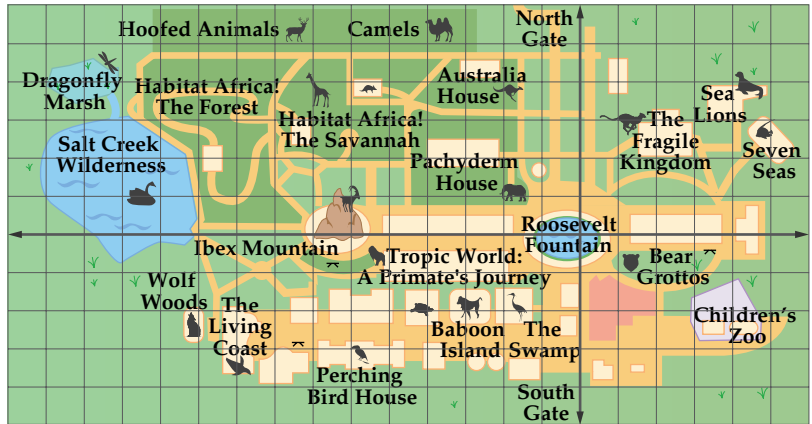 Hoofed Animals
Camels
North
Gate
Dragonfly
Marsh
Habitat Africa!
The Forest
Habitat Africa!
The Savannah
Australia
House
Sea
Lions
The
Fragile
Kingdom
Seven
Seas
Salt Creek
Wilderness
Pachyderm
House
Ibex Mountain
Roosevelt
Fountain
Tropic World:
A Primate's Journey
Bear
Grottos
Wolf
Woods
The
Living
Coast
Baboon
Island
The
Swamp
Children's
Zoo
Perching
Bird House
South
Gate